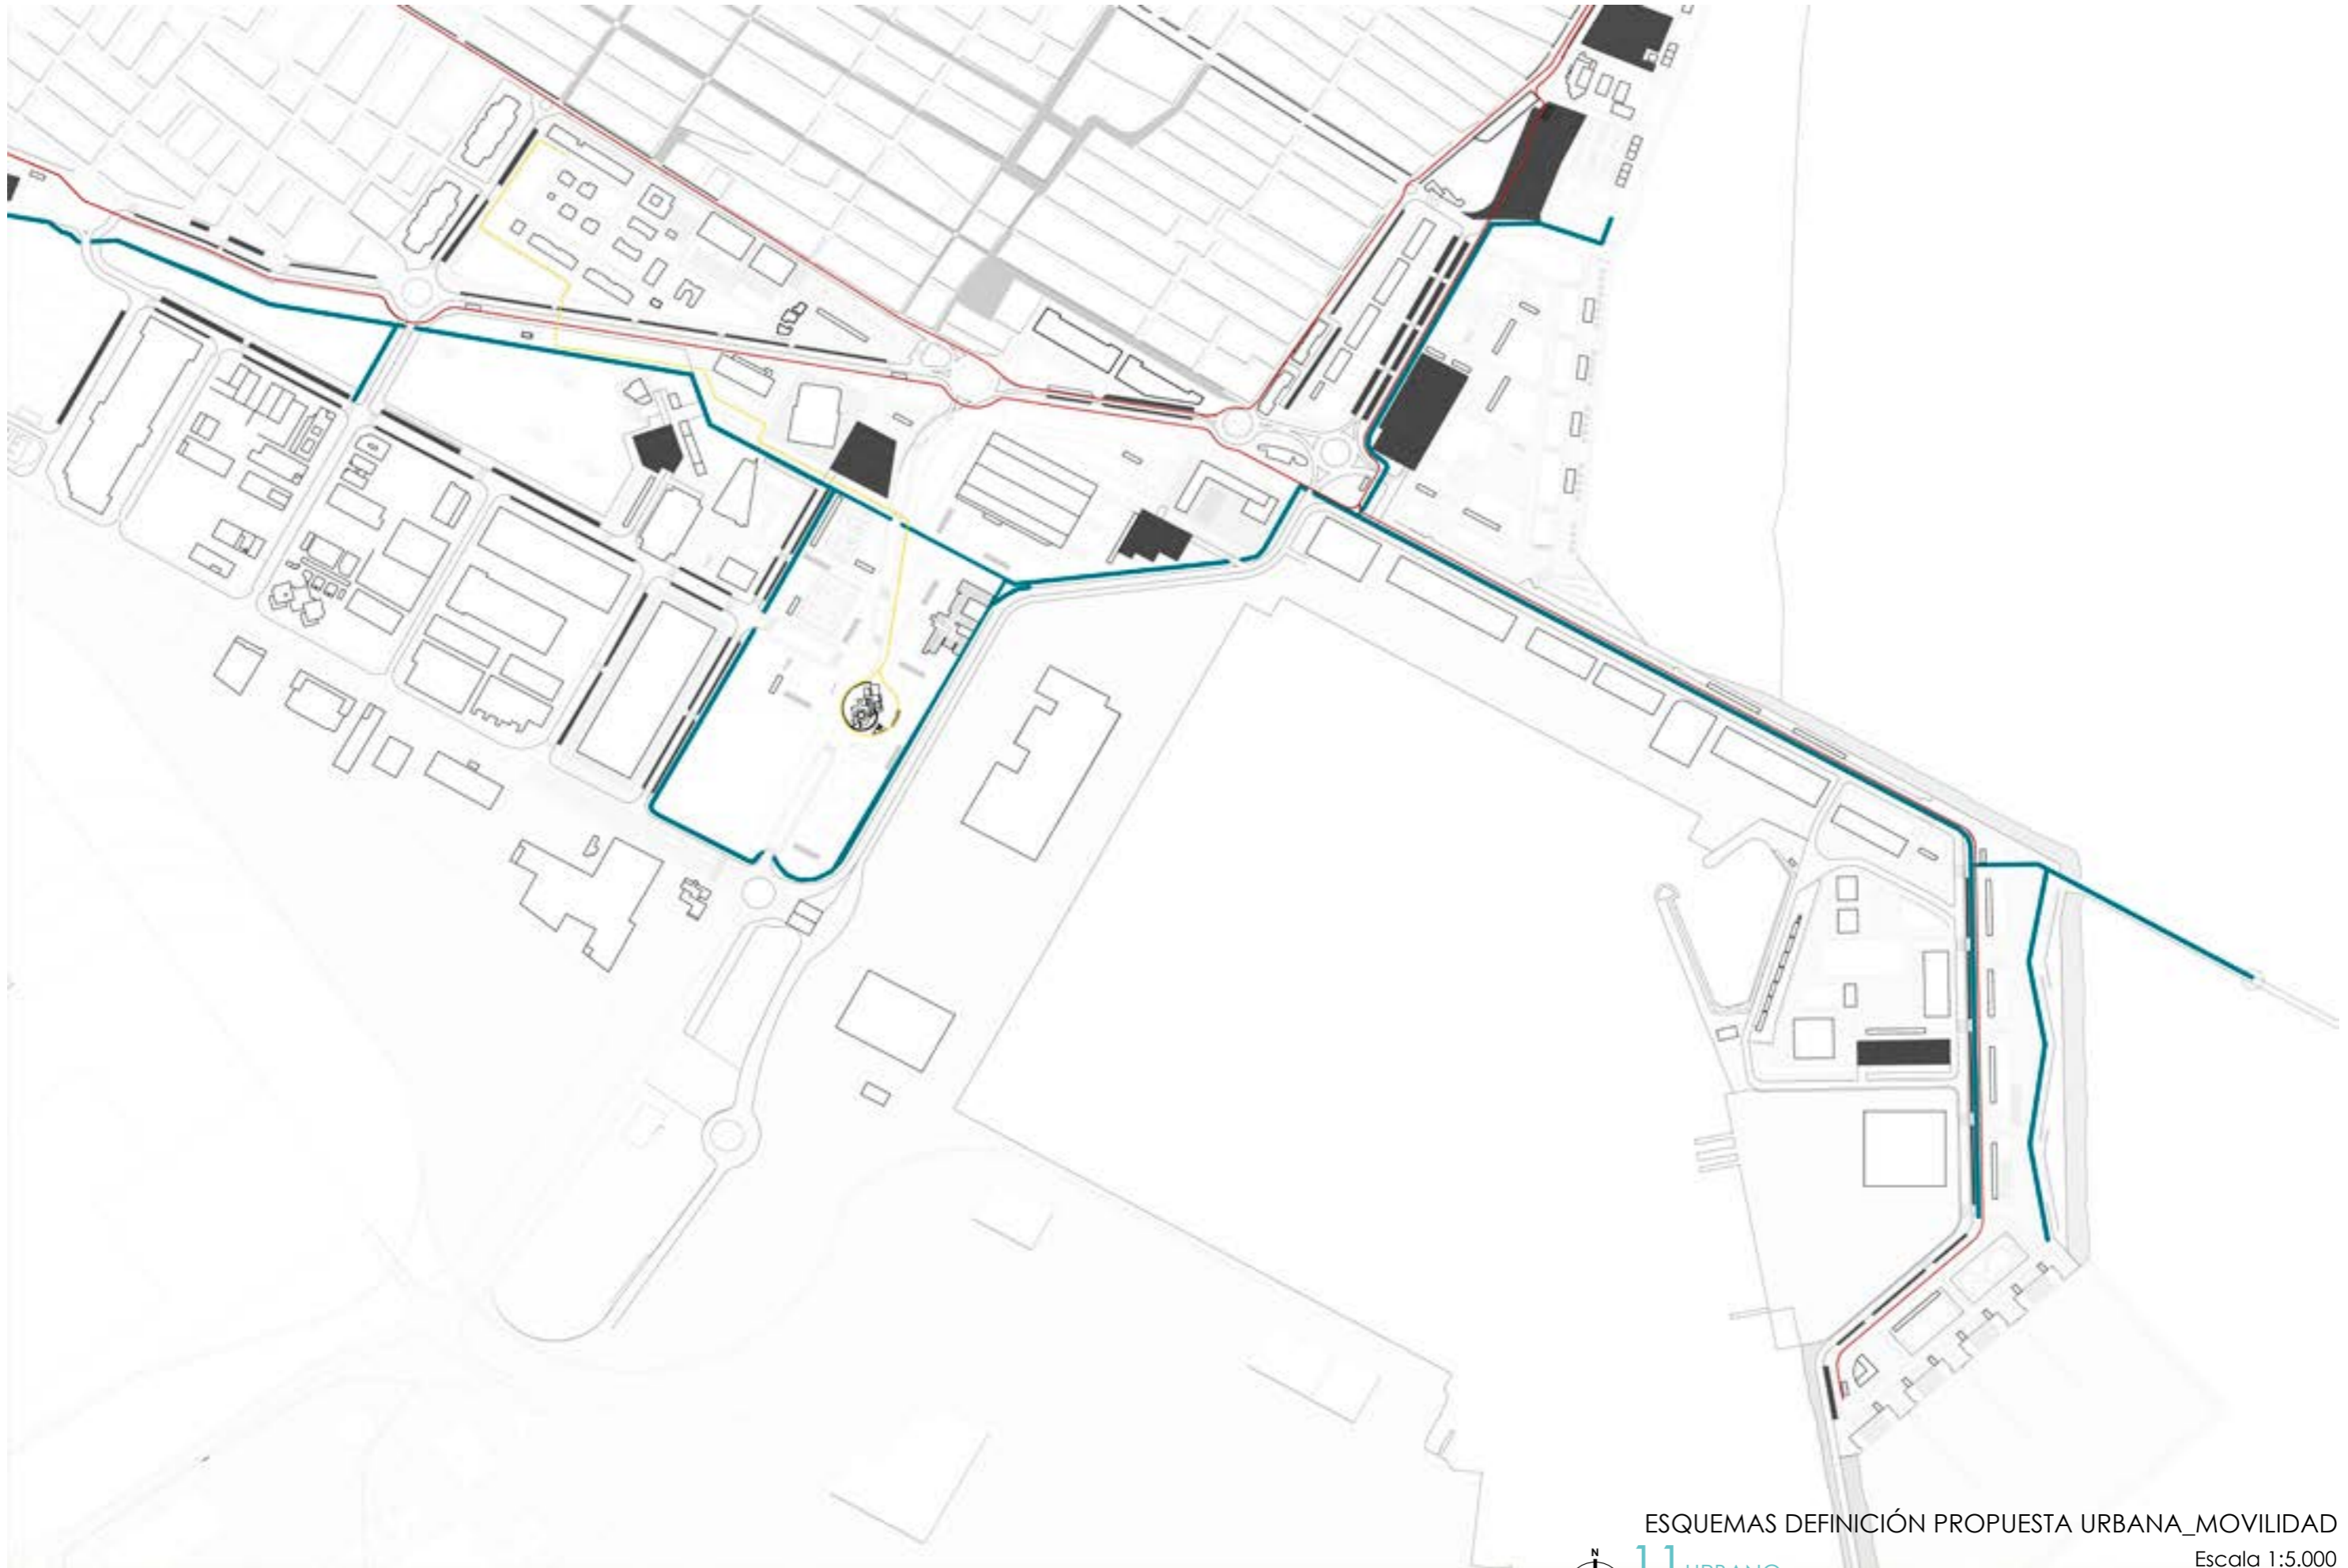 ESQUEMAS DEFINICIÓN PROPUESTA URBANA_MOVILIDAD
N
11 URBANO
Escala 1:5.000